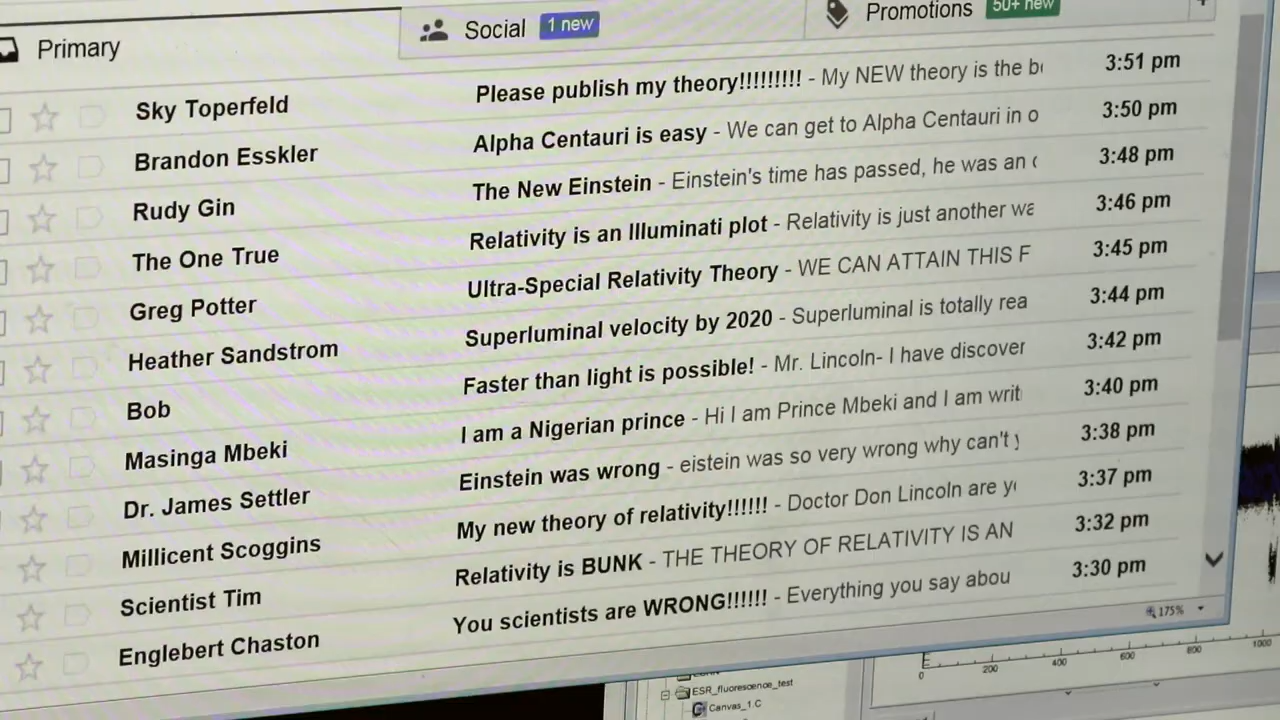 Primary
Social 1 new
Promotions 50+ new
Sky Toperfeld Please publish my theory!!!!!!!!! - My NEW theory is the be 3:51 pm
Brandon Esskler Alpha Centauri is easy - We can get to Alpha Centauri in o 3:50 pm
Rudy Gin The New Einstein - Einstein's time has passed, he was an 3:48 pm
The One True Relativity is an Illuminati plot - Relativity is just another wa 3:46 pm
Greg Potter Ultra-Special Relativity Theory - WE CAN ATTAIN THIS F 3:45 pm
Heather Sandstrom Superluminal velocity by 2020 - Superluminal is totally rea 3:44 pm
Bob Faster than light is possible! - Mr. Lincoln- I have discover 3:42 pm
Masinga Mbeki I am a Nigerian prince - Hi I am Prince Mbeki and I am writ 3:40 pm
Dr. James Settler Einstein was wrong - eistein was so very wrong why can't 3:38 pm
Millicent Scoggins My new theory of relativity!!!!!! - Doctor Don Lincoln are 3:37 pm
Scientist Tim Relativity is BUNK - THE THEORY OF RELATIVITY IS AN 3:32 pm
Englebert Chaston You scientists are WRONG!!!!!! - Everything you say abou 3:30 pm
175%
0 200 400 600 800 1000
ESR_fluorescence_test
Canvas_1.C